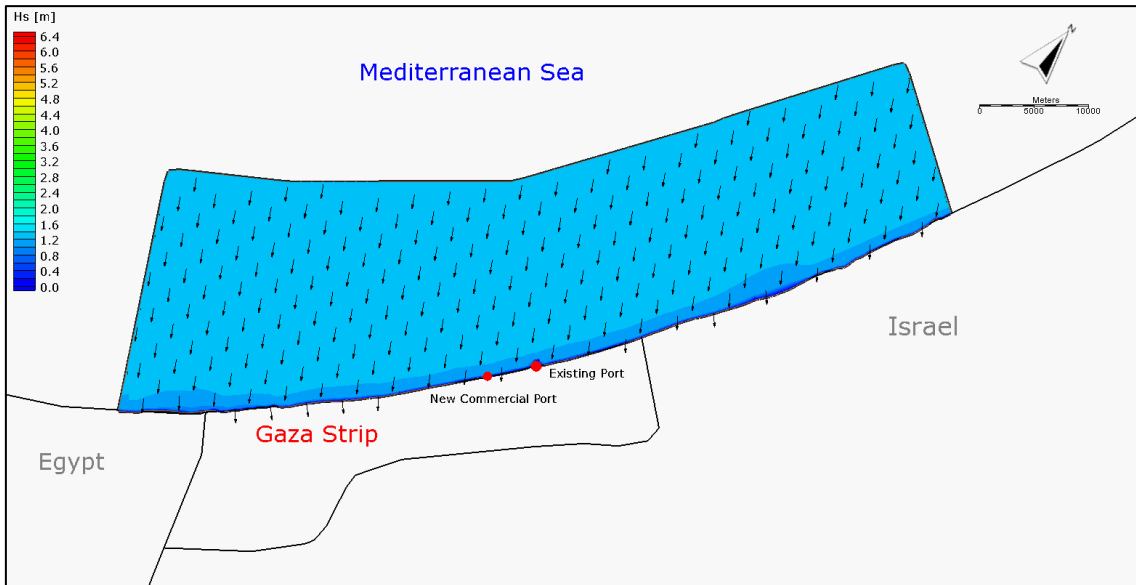 Hs [m]
6.4
6.0
5.6
5.2
4.8
4.4
4.0
3.6
3.2
2.8
2.4
2.0
1.6
1.2
0.8
0.4
0.0
Mediterranean Sea
N
Meters
0 5000 10000
Israel
Existing Port
New Commercial Port
Gaza Strip
Egypt